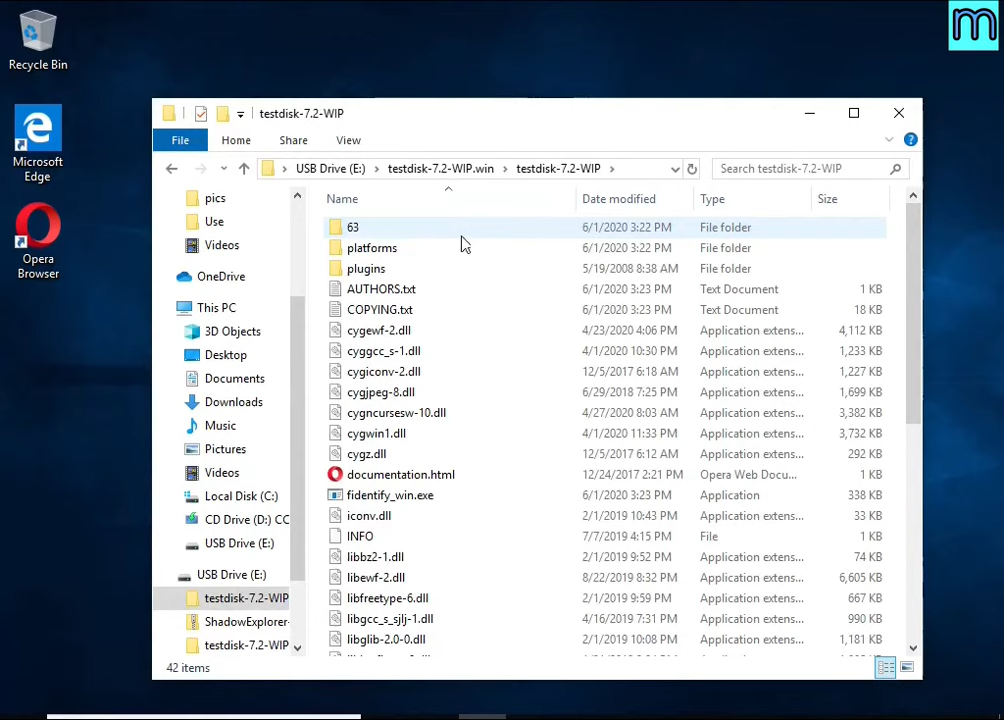 m
Recycle Bin
Microsoft
Edge
Opera
Browser
testdisk-7.2-WIP
File Home Share View
USB Drive (E:) testdisk-7.2-WIP.win testdisk-7.2-WIP Search testdisk-7.2-WIP
pics
Use
Videos
OneDrive
This PC
3D Objects
Desktop
Documents
Downloads
Music
Pictures
Videos
Local Disk (C:)
CD Drive (D:) CC
USB Drive (E:)
USB Drive (E:)
testdisk-7.2-WIP
ShadowExplorer-
testdisk-7.2-WIP
Name Date modified Type Size
63 6/1/2020 3:22 PM File folder
platforms 6/1/2020 3:22 PM File folder
plugins 5/19/2008 8:38 AM File folder
AUTHORS.txt 6/1/2020 3:23 PM Text Document 1 KB
COPYING.txt 6/1/2020 3:23 PM Text Document 18 KB
cygewf-2.dll 4/23/2020 4:06 PM Application extens... 4,112 KB
cyggcc_s-1.dll 4/1/2020 10:30 PM Application extens... 1,233 KB
cygiconv-2.dll 12/5/2017 6:18 AM Application extens... 1,227 KB
cygjpeg-8.dll 6/29/2018 7:25 PM Application extens... 1,699 KB
cygncursesw-10.dll 4/27/2020 8:03 AM Application extens... 3,382 KB
cygwin1.dll 4/1/2020 11:33 PM Application extens... 3,732 KB
cygz.dll 12/5/2017 6:12 AM Application extens... 292 KB
documentation.html 12/24/2017 2:21 PM Opera Web Docu... 1 KB
fidentify_win.exe 6/1/2020 3:23 PM Application 338 KB
iconv.dll 2/1/2019 10:43 PM Application extens... 33 KB
INFO 7/7/2019 4:15 PM File 1 KB
libbz2-1.dll 2/1/2019 9:52 PM Application extens... 74 KB
libewf-2.dll 8/22/2019 8:32 PM Application extens... 6,605 KB
libfreetype-6.dll 2/1/2019 9:59 PM Application extens... 667 KB
libgcc_s_sjlj-1.dll 4/16/2019 7:31 PM Application extens... 990 KB
libglib-2.0-0.dll 2/1/2019 10:08 PM Application extens... 1,181 KB
42 items